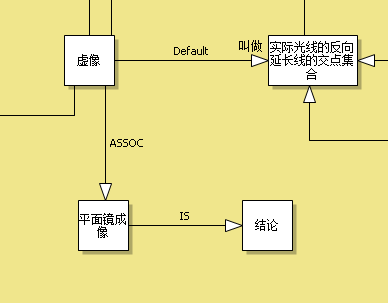 虚像
Default
叫做
实际光线的反向
延长线的交点集
合
ASSOC
平面镜成
像
IS
结论